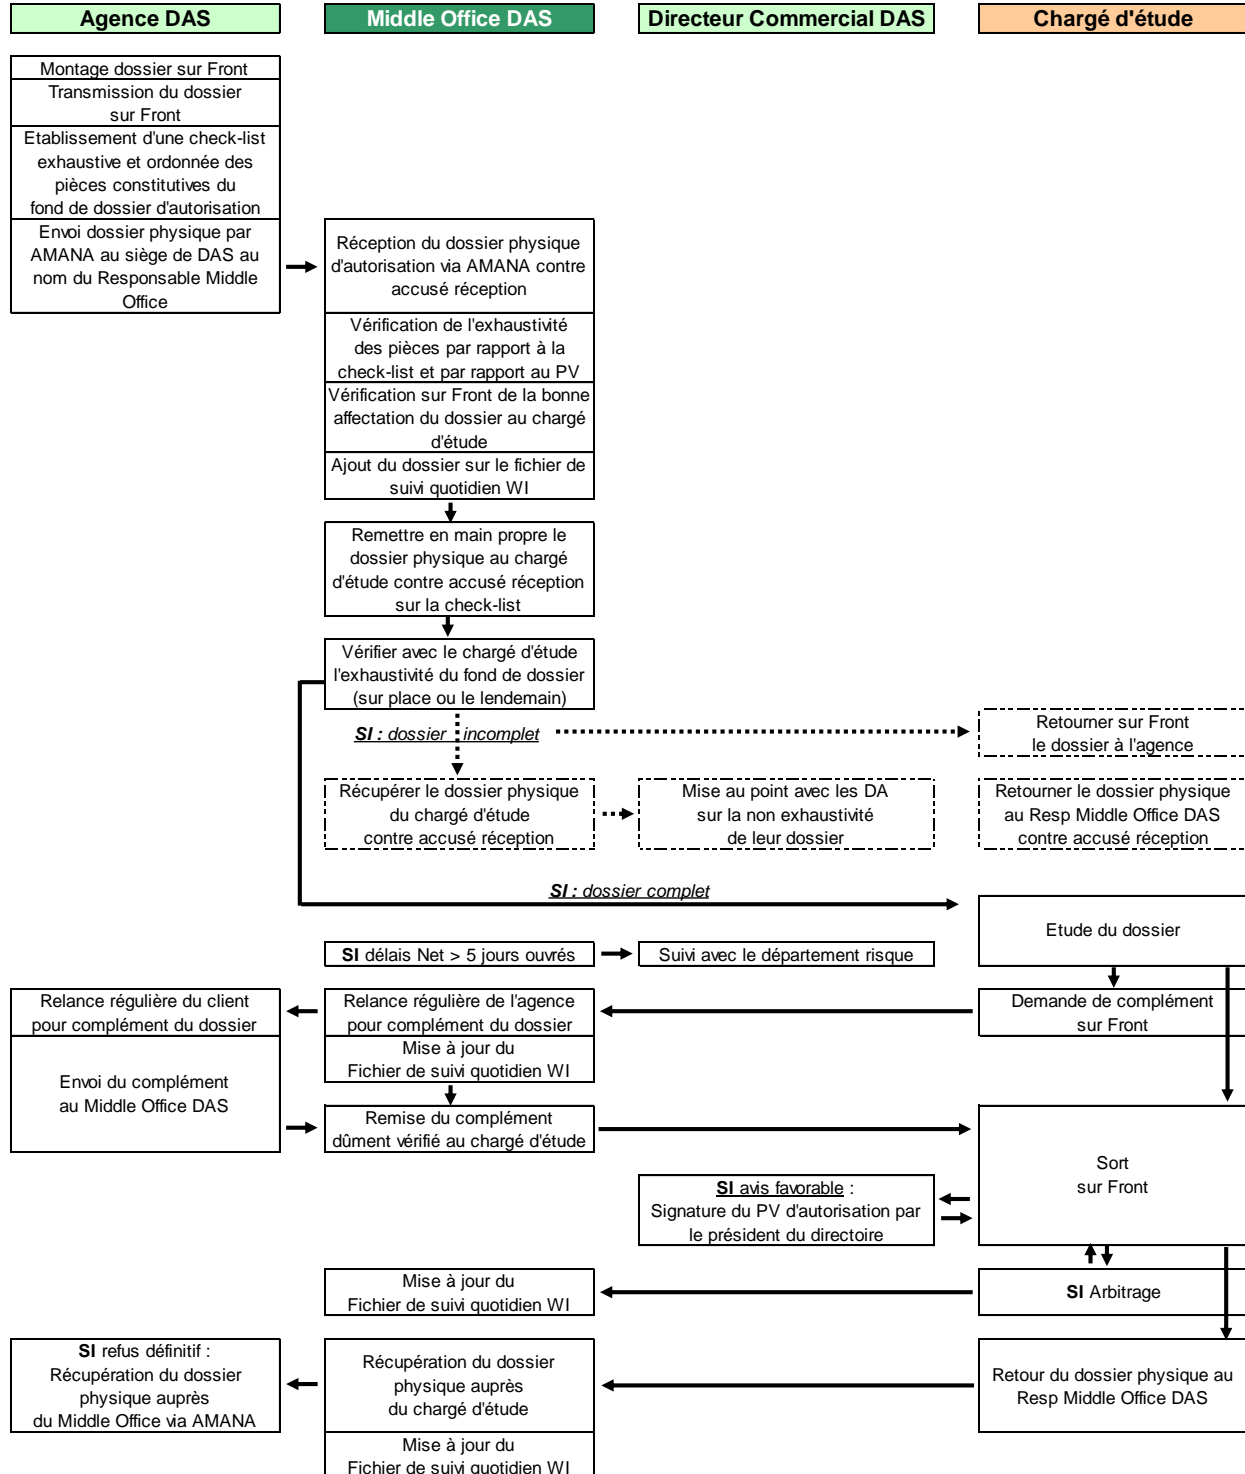 Agence DAS
Middle Office DAS
Directeur Commercial DAS
Chargé d'étude
Montage dossier sur Front
Transmission du dossier
sur Front
Etablissement d'une check-list
exhaustive et ordonnée des
pièces constitutives du
fond de dossier d'autorisation
Envoi dossier physique par
AMANA au siège de DAS au
nom du Responsable Middle
Office
Réception du dossier physique
d'autorisation via AMANA contre
accusé réception
Vérification de l'exhaustivité
des pièces par rapport à la
check-list et par rapport au PV
Vérification sur Front de la bonne
affectation du dossier au chargé
d'étude
Ajout du dossier sur le fichier de
suivi quotidien WI
Remettre en main propre le
dossier physique au chargé
d'étude contre accusé réception
sur la check-list
Vérifier avec le chargé d'étude
l'exhaustivité du fond de dossier
(sur place ou le lendemain)
SI : dossier incomplet
Retourner sur Front
le dossier à l'agence
Récupérer le dossier physique
du chargé d'étude
contre accusé réception
Mise au point avec les DA
sur la non exhaustivité
de leur dossier
Retourner le dossier physique
au Resp Middle Office DAS
contre accusé réception
SI : dossier complet
Etude du dossier
SI délais Net > 5 jours ouvrés
Suivi avec le département risque
Relance régulière du client
pour complément du dossier
Relance régulière de l'agence
pour complément du dossier
Demande de complément
sur Front
Mise à jour du
Fichier de suivi quotidien WI
Envoi du complément
au Middle Office DAS
Remise du complément
dûment vérifié au chargé d'étude
Sort
sur Front
SI avis favorable :
Signature du PV d'autorisation par
le président du directoire
Mise à jour du
Fichier de suivi quotidien WI
SI Arbitrage
SI refus définitif :
Récupération du dossier
physique auprès
du Middle Office via AMANA
Récupération du dossier
physique auprès
du chargé d'étude
Retour du dossier physique au
Resp Middle Office DAS
Mise à jour du
Fichier de suivi quotidien WI